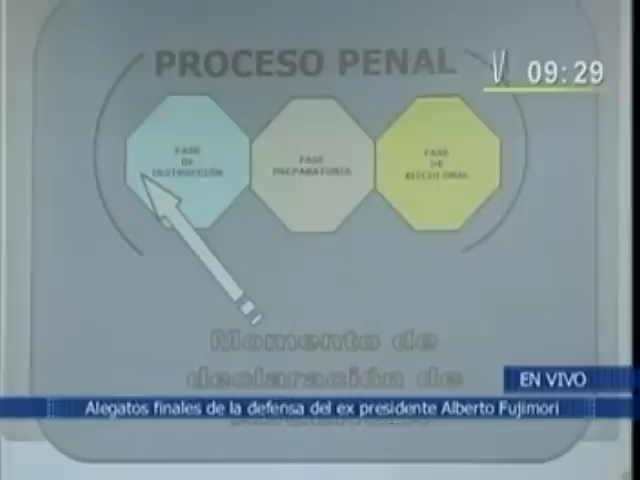 PROCESO PENAL
09:29
FASE
DE
INSTRUCCIÓN
FASE
PREPARATORIA
FASE
DE
JUICIO ORAL
Momento de
declaración de
EN VIVO
Alegatos finales de la defensa del ex presidente Alberto Fujimori